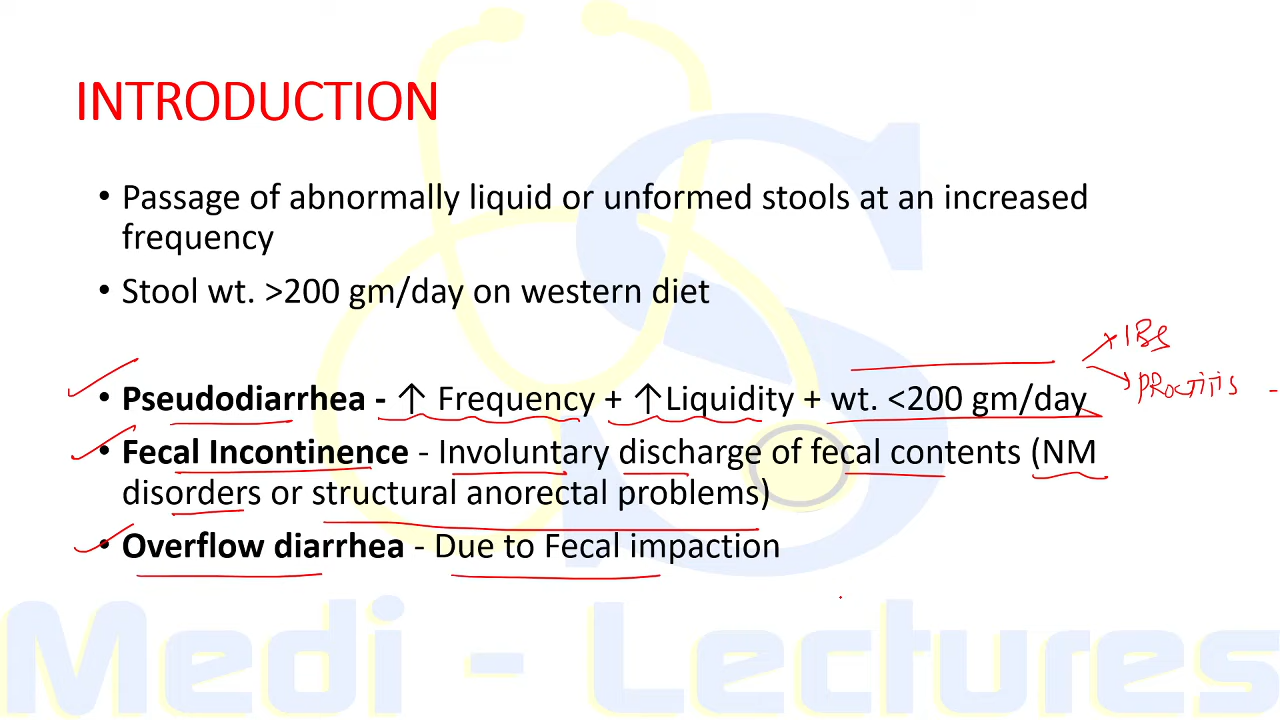 INTRODUCTION
• Passage of abnormally liquid or unformed stools at an increased
frequency
• Stool wt. >200 gm/day on western diet
IBS
PROCTITIS -
• Pseudodiarrhea - ↑ Frequency + ↑Liquidity + wt. <200 gm/day
• Fecal Incontinence - Involuntary discharge of fecal contents (NM
disorders or structural anorectal problems)
• Overflow diarrhea - Due to Fecal impaction
Medi - Lectures